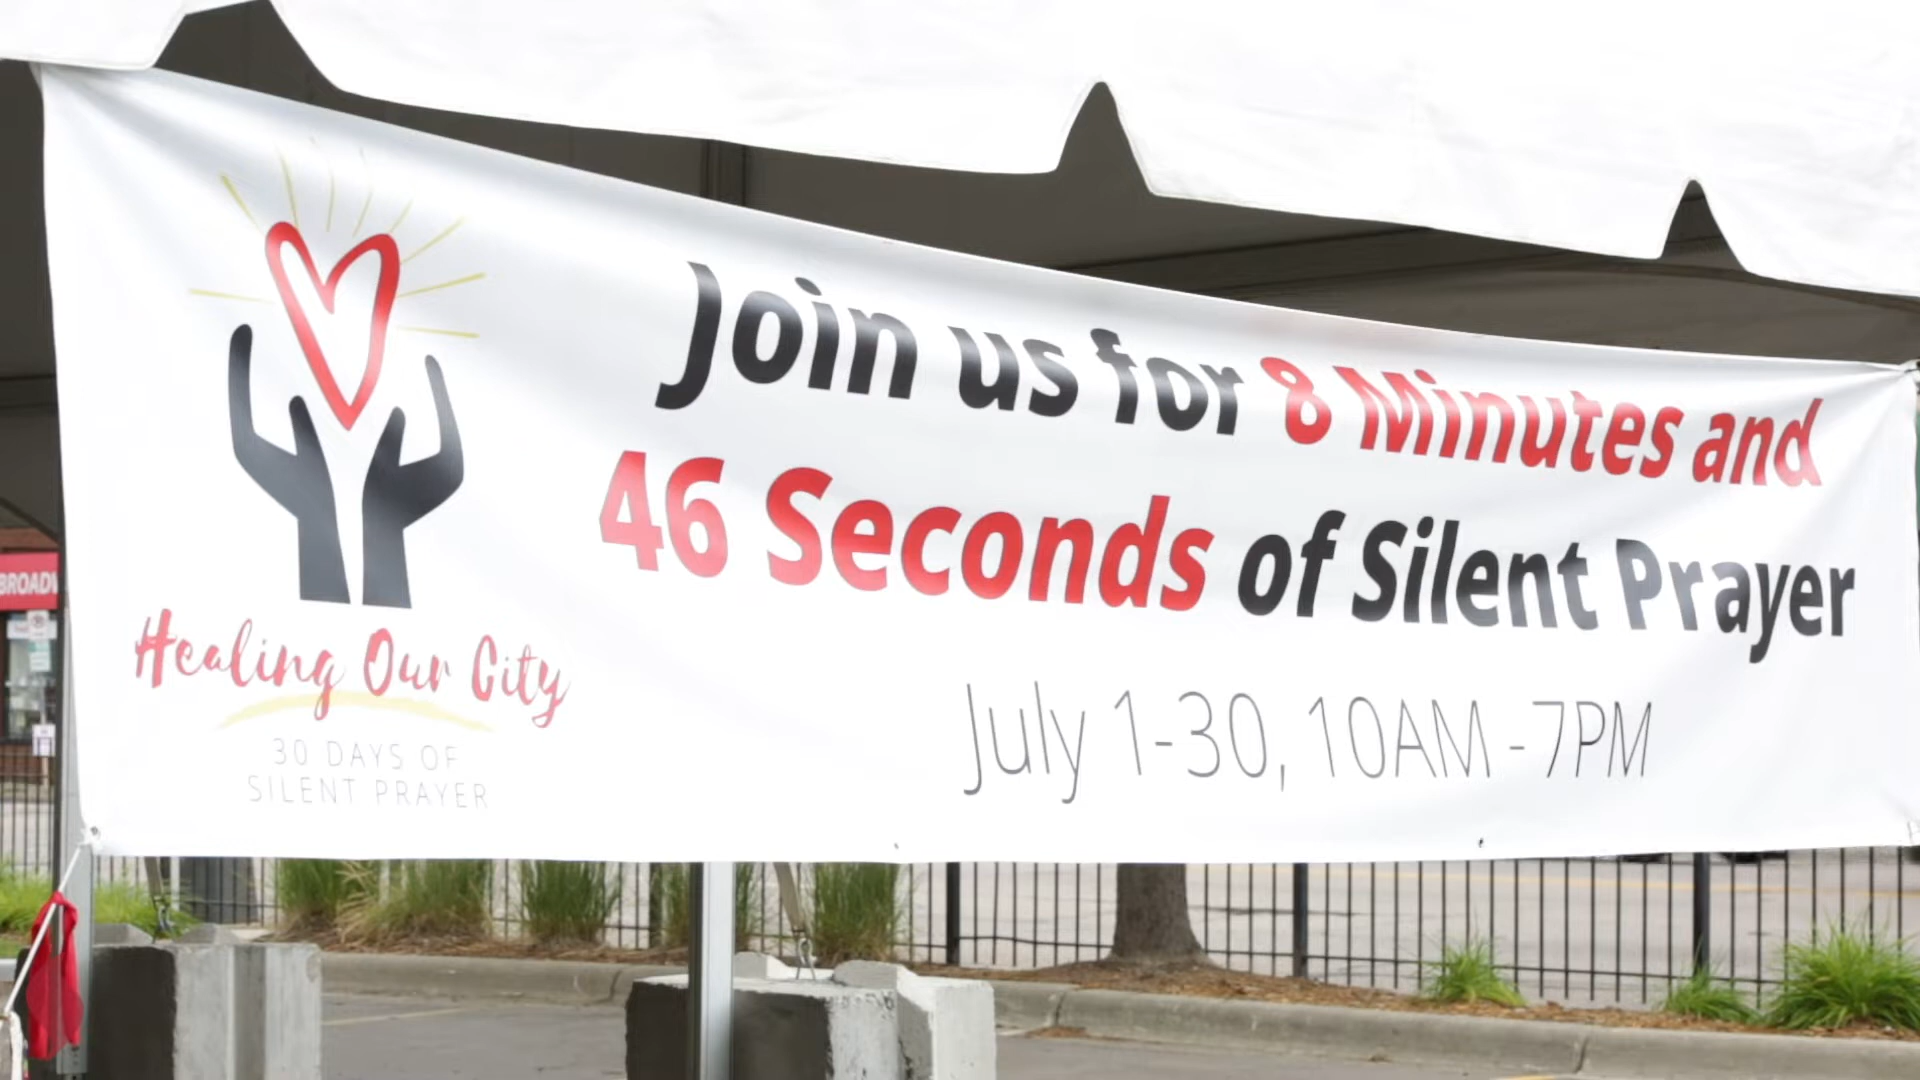 Join us for 8 Minutes and
46 Seconds of Silent Prayer
July 1-30, 10AM -7PM
Healing Our City
30 DAYS OF
SILENT PRAYER